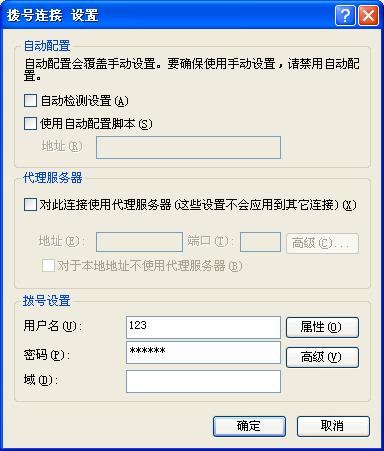 拨号连接 设置
自动配置
自动配置会覆盖手动设置。要确保使用手动设置，请禁用自动配
置。
自动检测设置(A)
使用自动配置脚本(S)
地址(R)
代理服务器
对此连接使用代理服务器(这些设置不会应用到其它连接)(X)
地址(E): 端口(T): 高级(C)...
对于本地地址不使用代理服务器(B)
拨号设置
用户名(U): 123 属性(O)
密码(P): ****** 高级(V)
域(D):
确定 取消